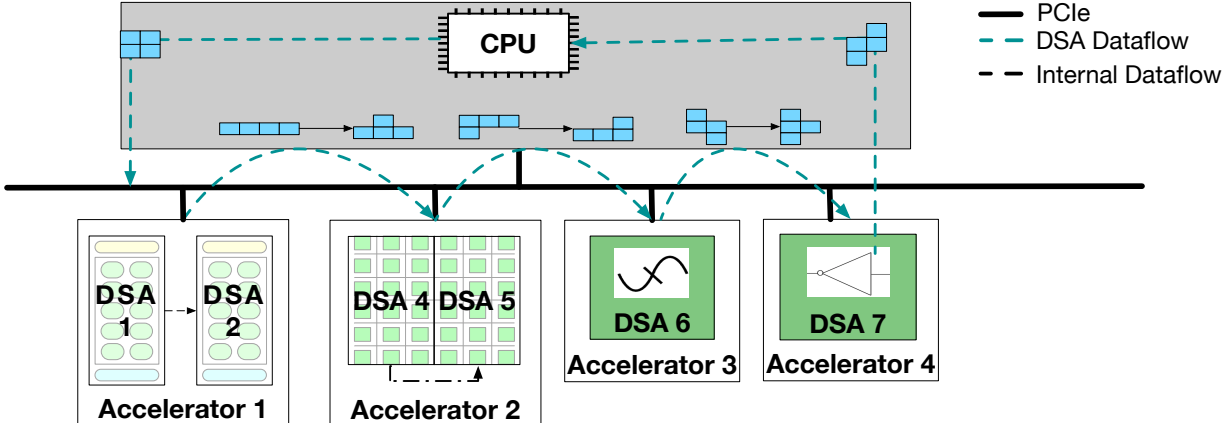 CPU
PCIe
DSA Dataflow
Internal Dataflow
DSA
1
DSA
2
Accelerator 1
DSA 4
DSA 5
Accelerator 2
DSA 6
Accelerator 3
DSA 7
Accelerator 4